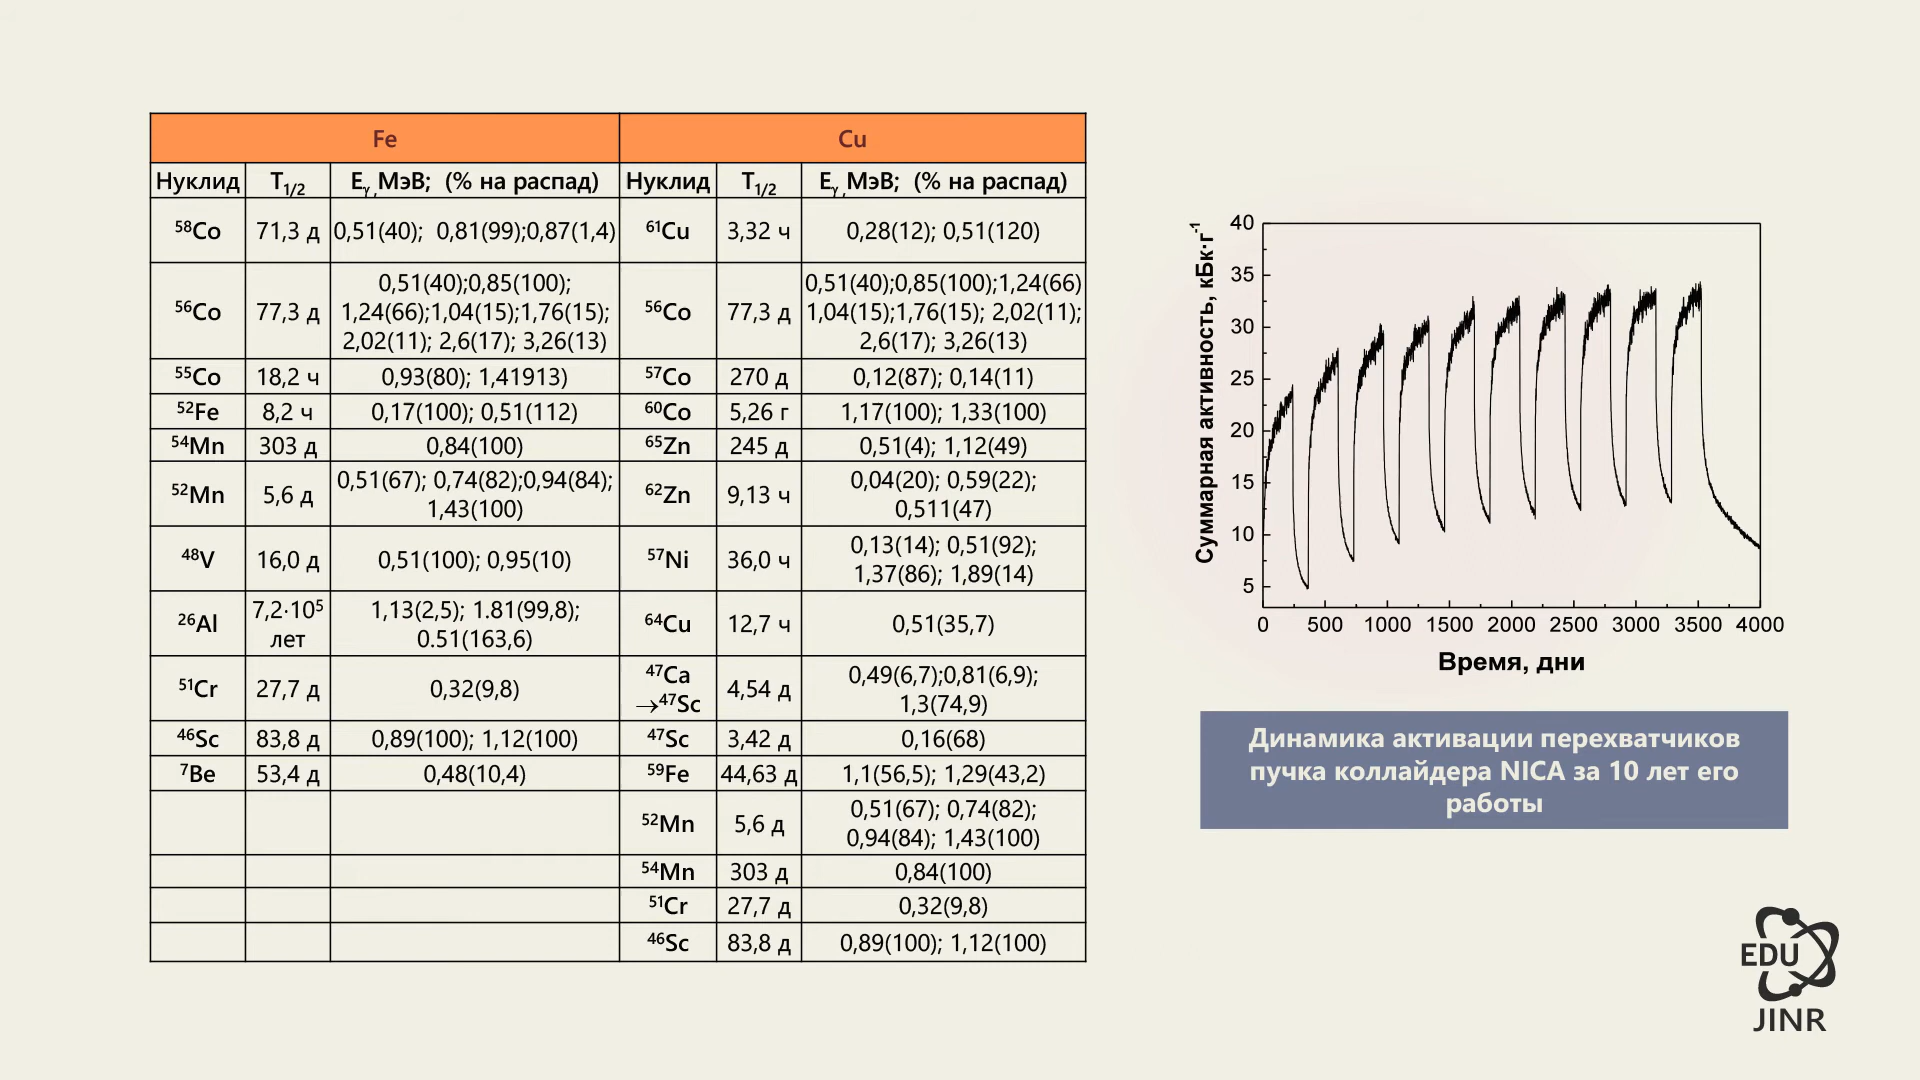 Fe Cu
Нуклид T1/2 Eγ, МэВ; (% на распад) Нуклид T1/2 Eγ, МэВ; (% на распад)
⁵⁸Co 71,3 д 0,51(40); 0,81(99);0,87(1,4) ⁶¹Cu 3,32 ч 0,28(12); 0,51(120)
⁵⁶Co 77,3 д 0,51(40);0,85(100);
1,24(66);1,04(15);1,76(15);
2,02(11); 2,6(17); 3,26(13)
⁵⁶Co 77,3 д 0,51(40);0,85(100);1,24(66)
1,04(15);1,76(15); 2,02(11);
2,6(17); 3,26(13)
⁵⁵Co 18,2 ч 0,93(80); 1,41913) ⁵⁷Co 270 д 0,12(87); 0,14(11)
⁵²Fe 8,2 ч 0,17(100); 0,51(112) ⁶⁰Co 5,26 г 1,17(100); 1,33(100)
⁵⁴Mn 303 д 0,84(100) ⁶⁵Zn 245 д 0,51(4); 1,12(49)
⁵²Mn 5,6 д 0,51(67); 0,74(82);0,94(84);
1,43(100)
⁶²Zn 9,13 ч 0,04(20); 0,59(22);
0,511(47)
⁴⁸V 16,0 д 0,51(100); 0,95(10) ⁵⁷Ni 36,0 ч 0,13(14); 0,51(92);
1,37(86); 1,89(14)
²⁶Al 7,2·10⁵
лет
1,13(2,5); 1.81(99,8);
0.51(163,6)
⁶⁴Cu 12,7 ч 0,51(35,7)
⁵¹Cr 27,7 д 0,32(9,8) ⁴⁷Ca
→⁴⁷Sc
4,54 д 0,49(6,7);0,81(6,9);
1,3(74,9)
⁴⁶Sc 83,8 д 0,89(100); 1,12(100) ⁴⁷Sc 3,42 д 0,16(68)
⁷Be 53,4 д 0,48(10,4) ⁵⁹Fe 44,63 д 1,1(56,5); 1,29(43,2)
⁵²Mn 5,6 д 0,51(67); 0,74(82);
0,94(84); 1,43(100)
⁵⁴Mn 303 д 0,84(100)
⁵¹Cr 27,7 д 0,32(9,8)
⁴⁶Sc 83,8 д 0,89(100); 1,12(100)
Суммарная активность, кБк·г⁻¹
40
35
30
25
20
15
10
5
0 500 1000 1500 2000 2500 3000 3500 4000
Время, дни
Динамика активации перехватчиков
пучка коллайдера NICA за 10 лет его
работы
EDU
JINR